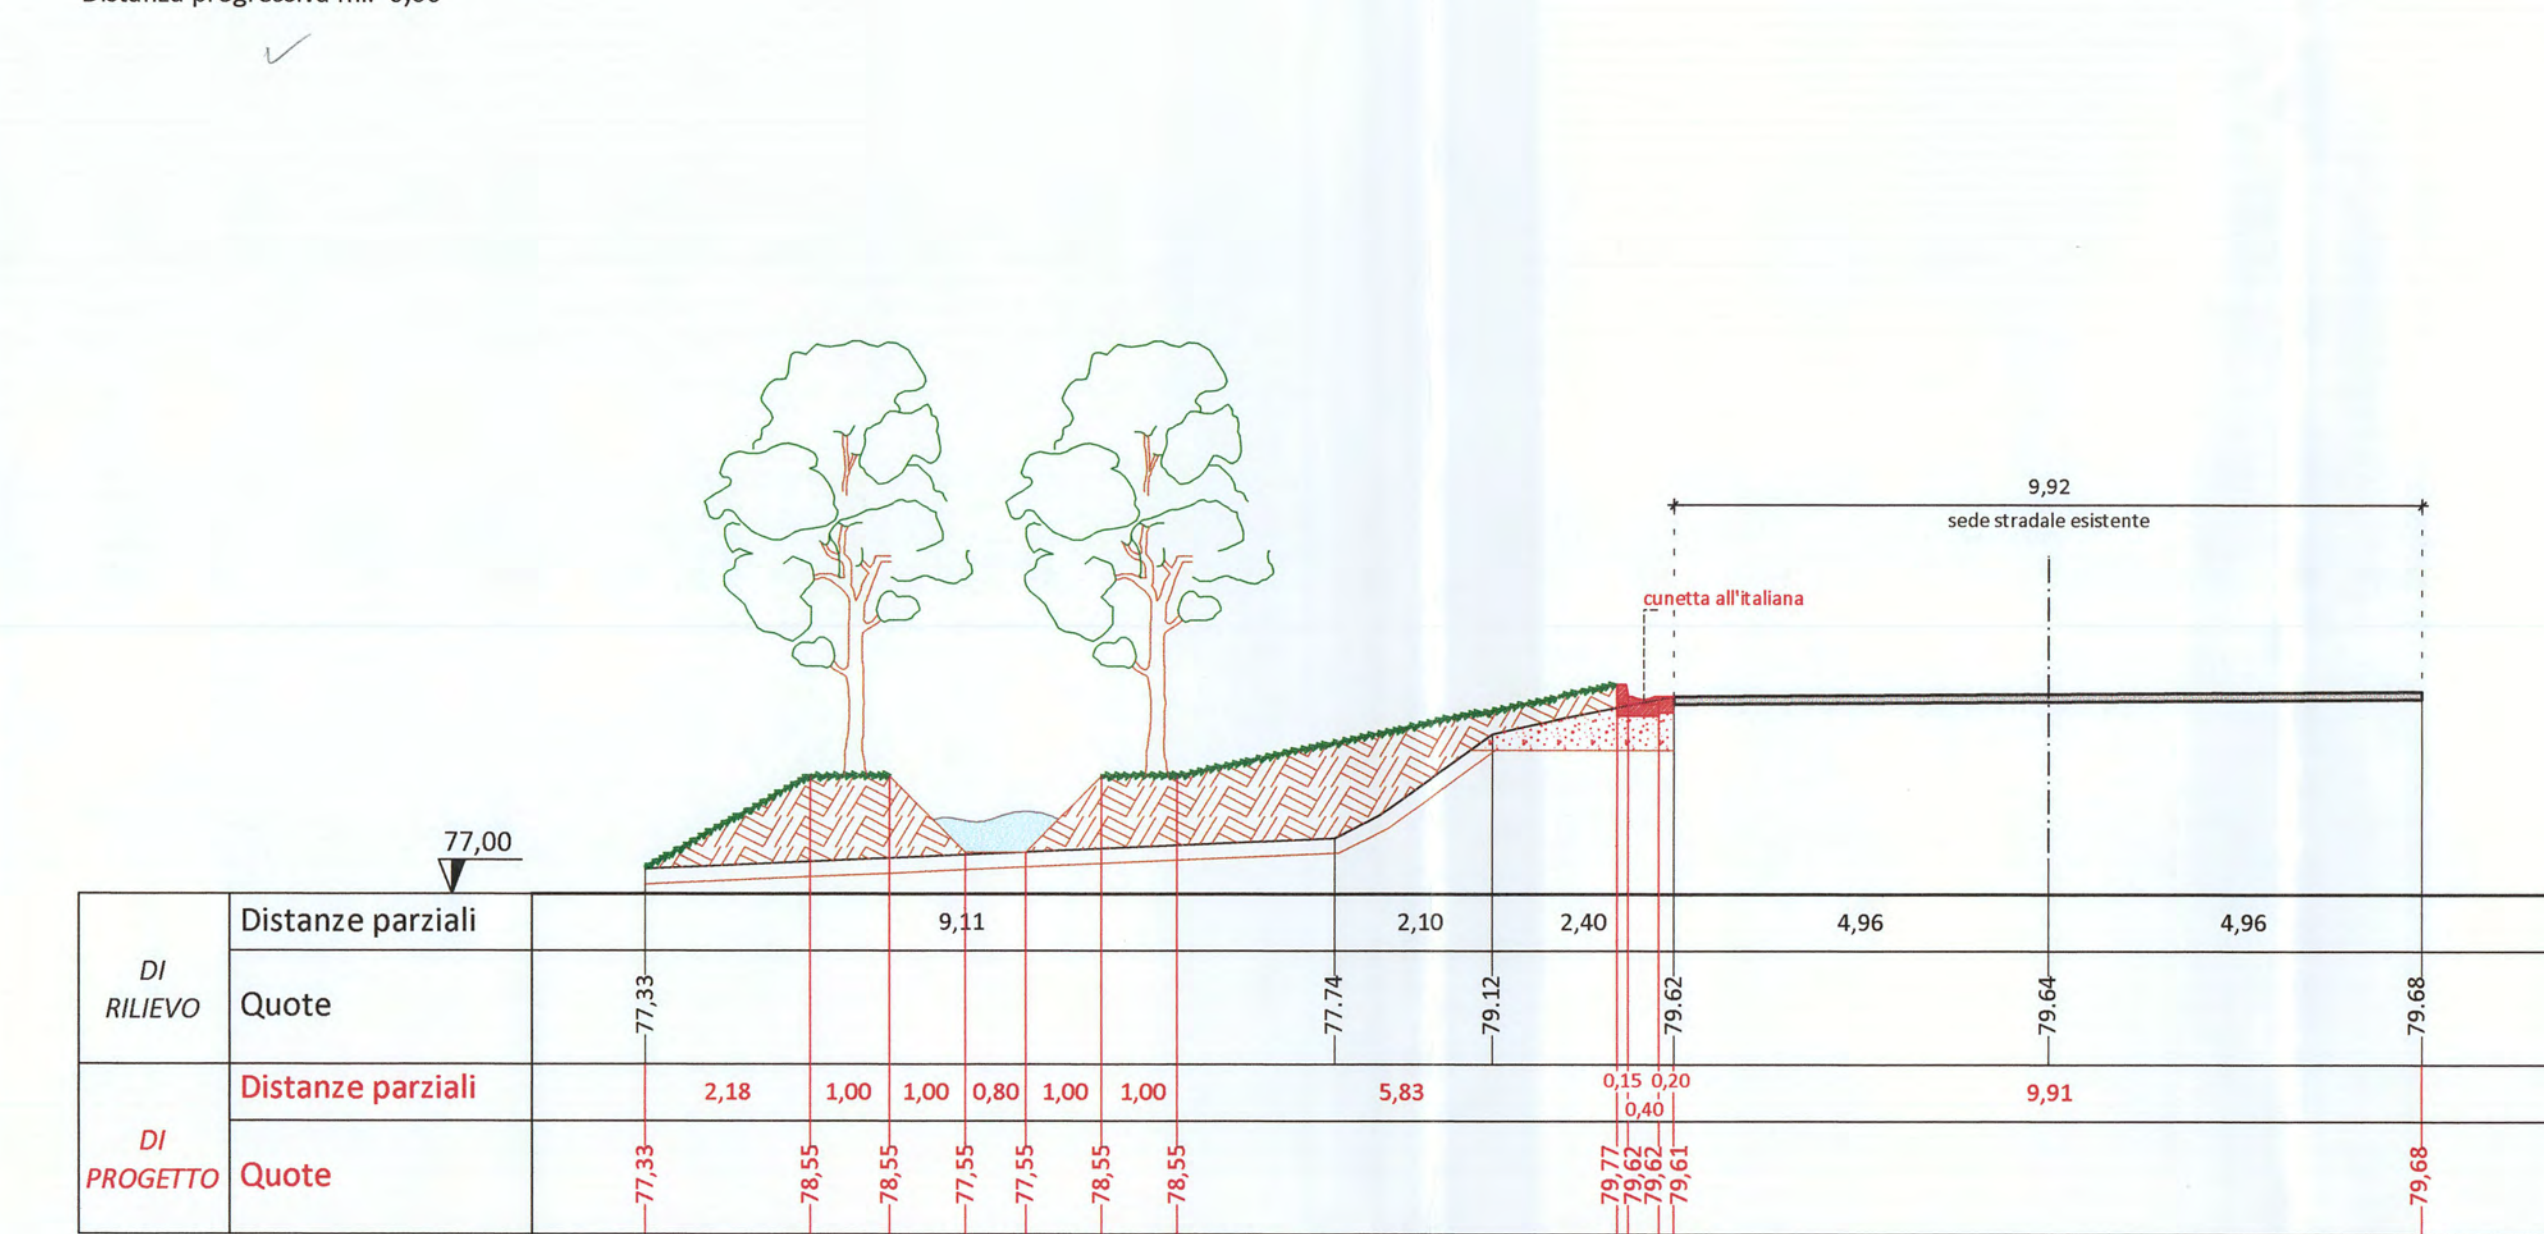 9,92
sede stradale esistente
cunetta all'italiana
77,00
DI RILIEVO
Distanze parziali
9,11 2,10 2,40 4,96 4,96
Quote
77,33 77.74 79.12 79.62 79.64 79.68
DI PROGETTO
Distanze parziali
2,18 1,00 1,00 0,80 1,00 1,00 5,83 0,15 0,40 0,20 9,91
Quote
77,33 78,55 78,55 77,55 77,55 78,55 78,55 79,77 79,62 79,62 79,61 79,68